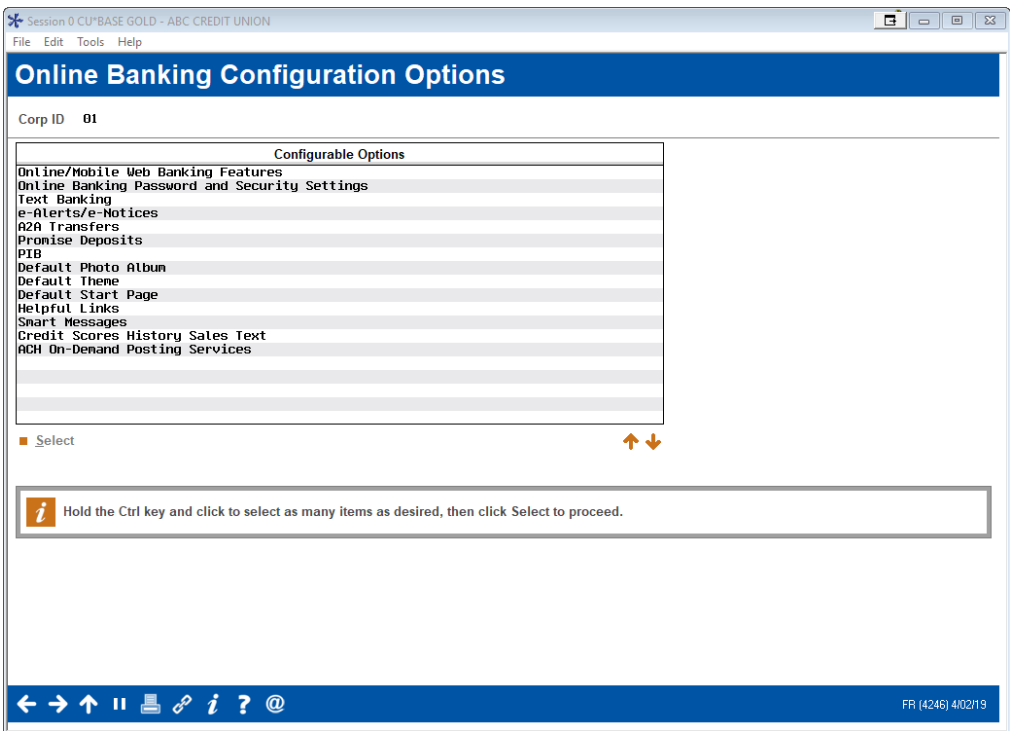 Session 0 CU*BASE GOLD - ABC CREDIT UNION
File Edit Tools Help
Online Banking Configuration Options
Corp ID 01
Configurable Options
Online/Mobile Web Banking Features
Online Banking Password and Security Settings
Text Banking
e-Alerts/e-Notices
A2A Transfers
Promise Deposits
PIB
Default Photo Album
Default Theme
Default Start Page
Helpful Links
Smart Messages
Credit Scores History Sales Text
ACH On-Demand Posting Services
Select
Hold the Ctrl key and click to select as many items as desired, then click Select to proceed.
FR (4246) 4/02/19